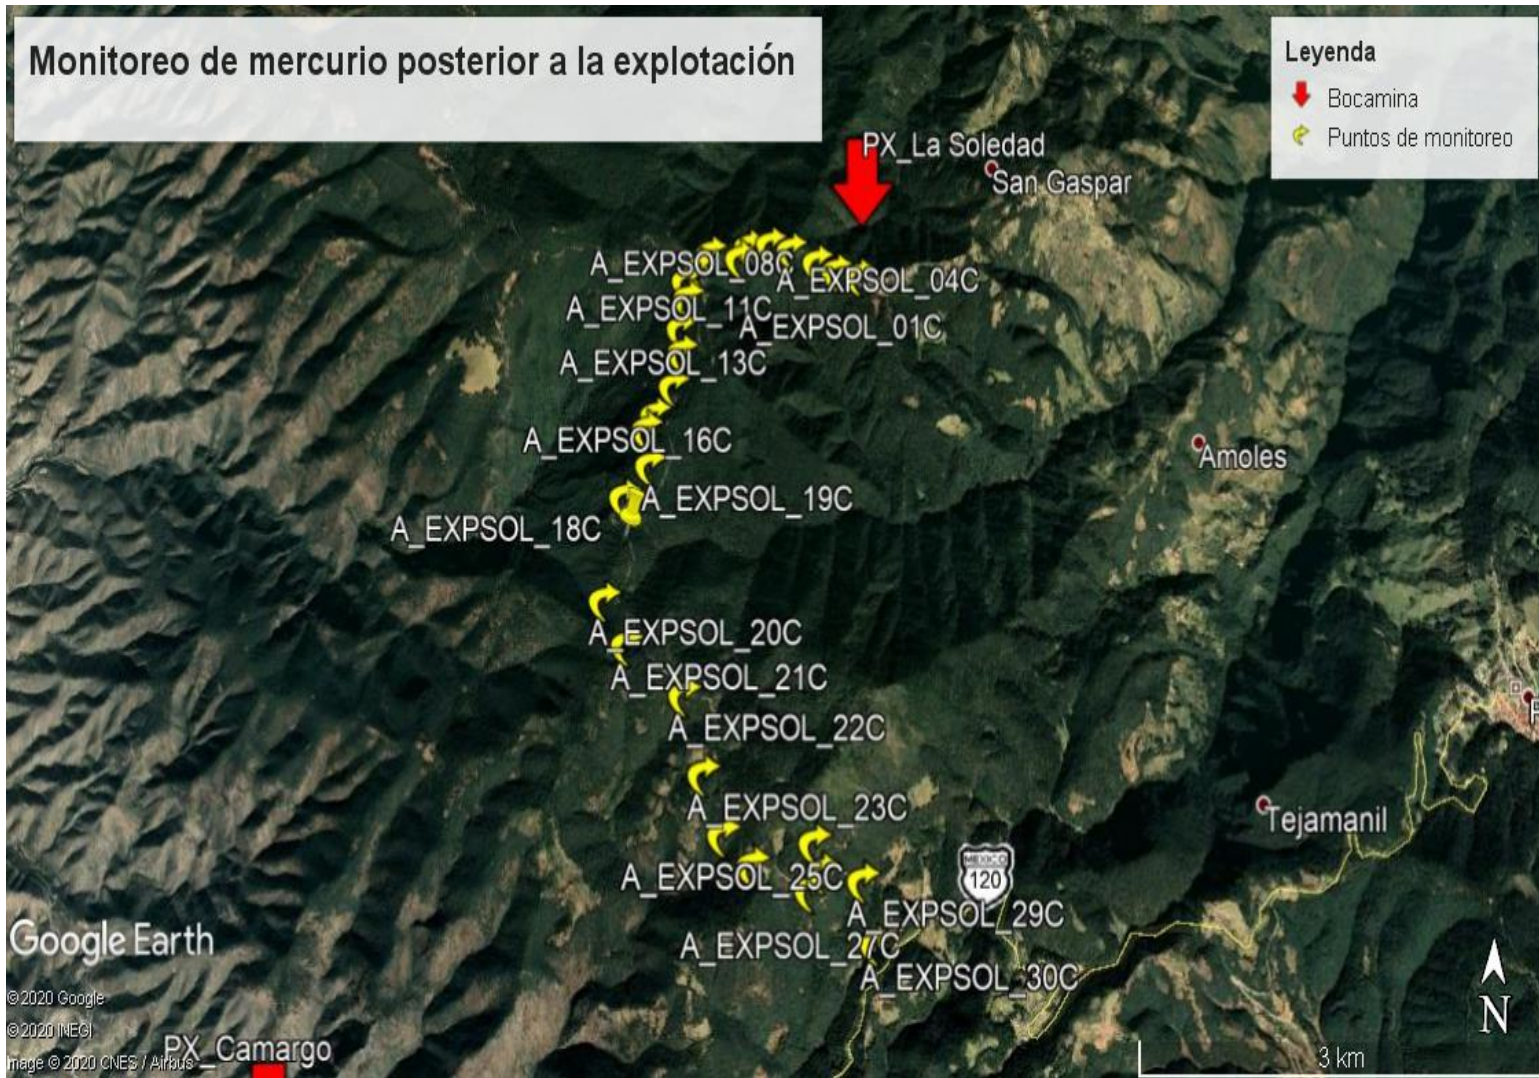 Monitoreo de mercurio posterior a la explotación
Leyenda
Bocamina
Puntos de monitoreo
PX_La Soledad
San Gaspar
A_EXPSOL_08C
A_EXPSOL_04C
A_EXPSOL_11C
A_EXPSOL_01C
A_EXPSOL_13C
A_EXPSOL_16C
Amoles
A_EXPSOL_19C
A_EXPSOL_18C
A_EXPSOL_20C
A_EXPSOL_21C
A_EXPSOL_22C
A_EXPSOL_23C
Tejamanil
A_EXPSOL_25C
MEXICO
120
A_EXPSOL_29C
A_EXPSOL_27C
A_EXPSOL_30C
Google Earth
© 2020 Google
© 2020 INEGI
Image © 2020 CNES / Airbus
PX_Camargo
N
3 km